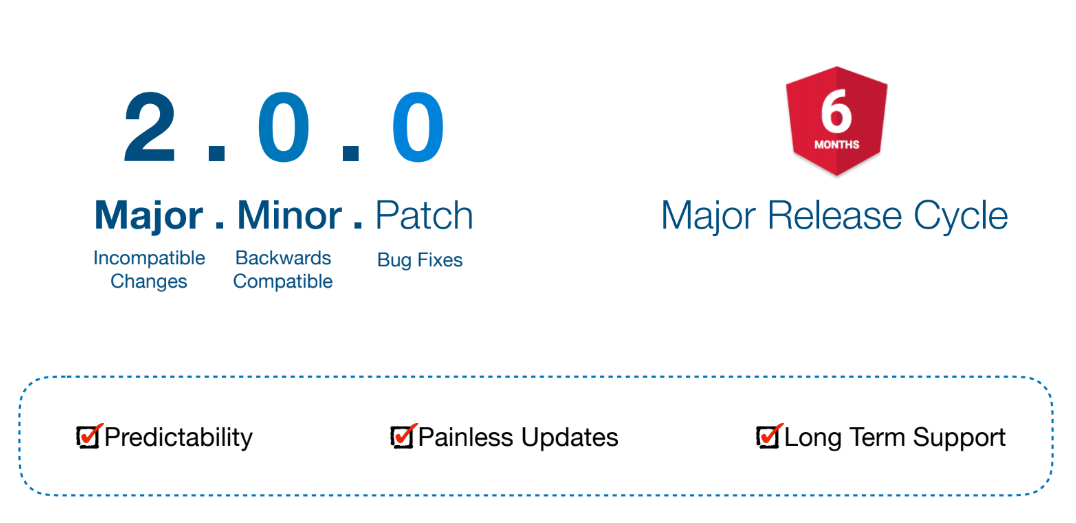 2 . 0 . 0
Major . Minor . Patch
Incompatible
Changes
Backwards
Compatible
Bug Fixes
6
MONTHS
Major Release Cycle
Predictability
Painless Updates
Long Term Support